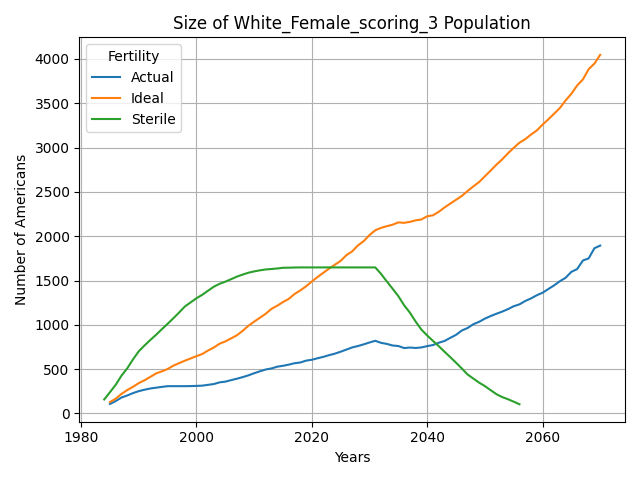 Size of White_Female_scoring_3 Population
Fertility
Actual
Ideal
Sterile
Number of Americans
4000
3500
3000
2500
2000
1500
1000
500
0
1980
2000
2020
2040
2060
Years